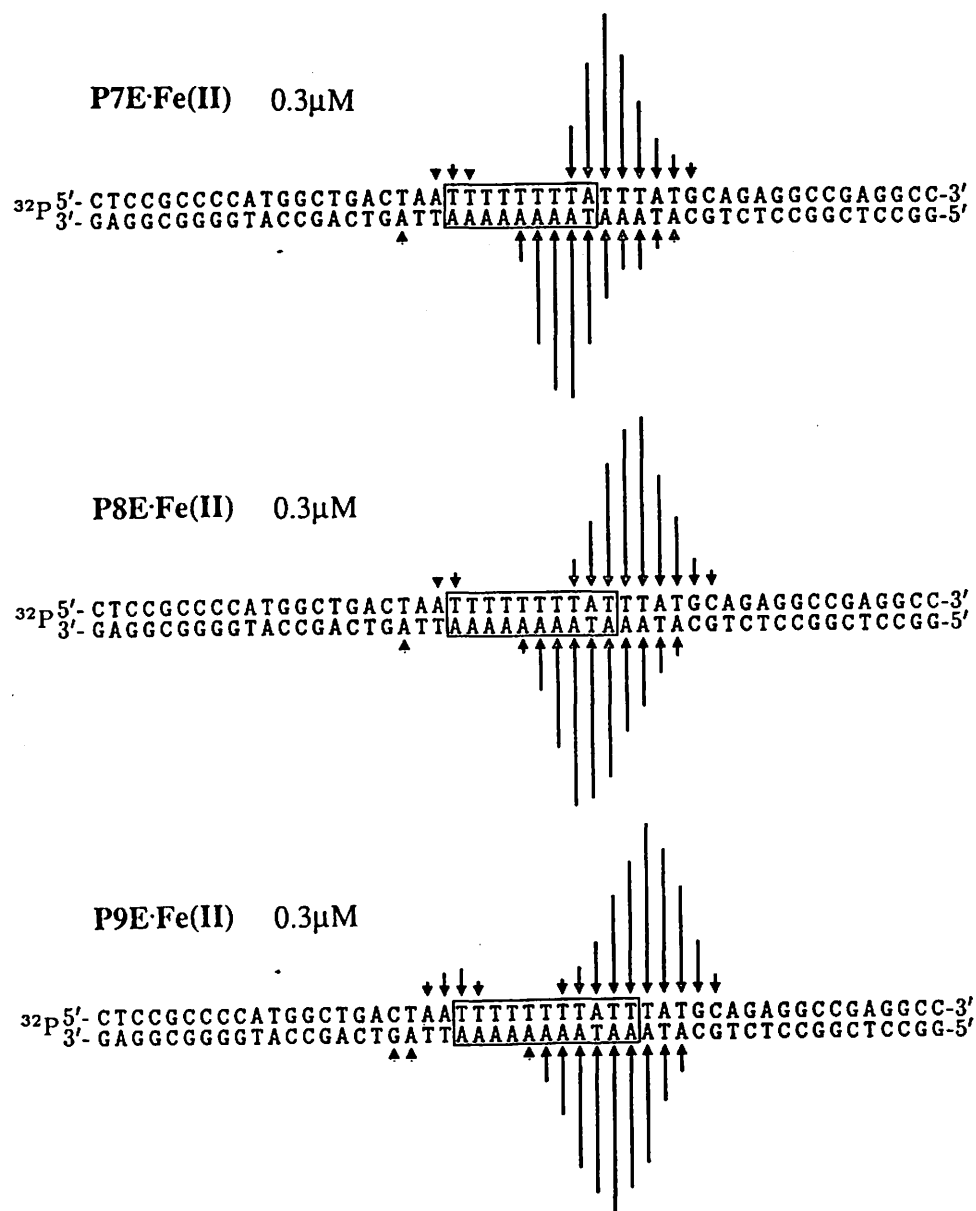 P7E·Fe(II) 0.3μM
³²P 5'- CTCCGCCCCATGGCTGACTAATTTTTTTTATTTATGCAGAGGCCGAGGCC-3'
3'- GAGGCGGGGTACCGACTGATTAAAAAAAATAAATACGTCTCCGGCTCCGG-5'
P8E·Fe(II) 0.3μM
³²P 5'- CTCCGCCCCATGGCTGACTAATTTTTTTTATTTATGCAGAGGCCGAGGCC-3'
3'- GAGGCGGGGTACCGACTGATTAAAAAAAATAAATACGTCTCCGGCTCCGG-5'
P9E·Fe(II) 0.3μM
³²P 5'- CTCCGCCCCATGGCTGACTAATTTTTTTTATTTATGCAGAGGCCGAGGCC-3'
3'- GAGGCGGGGTACCGACTGATTAAAAAAAATAAATACGTCTCCGGCTCCGG-5'